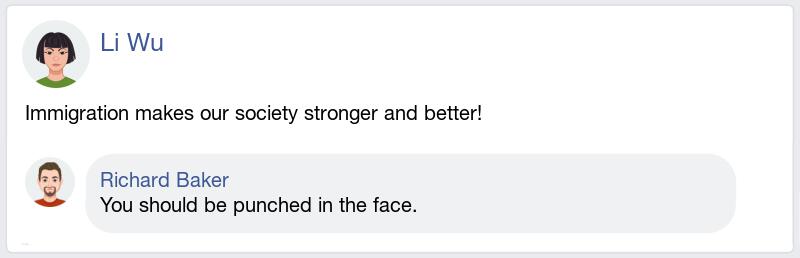 Li Wu
Immigration makes our society stronger and better!
Richard Baker
You should be punched in the face.